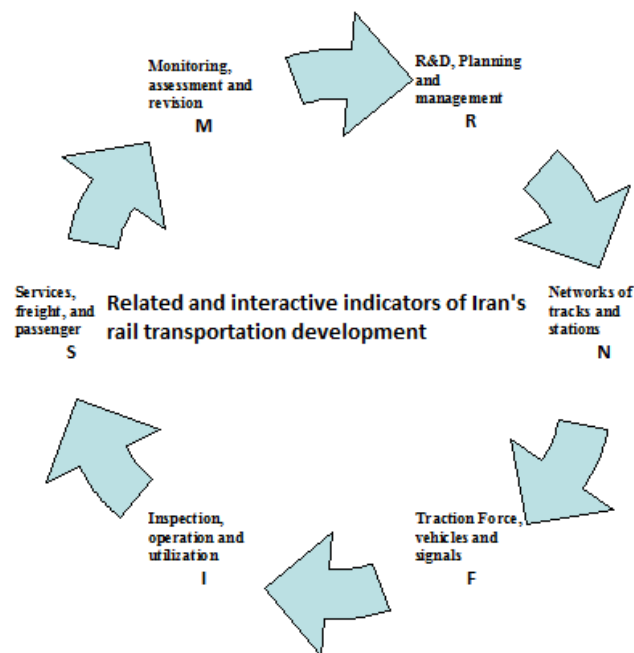 Monitoring,
assessment and
revision
M
R&D, Planning
and
management
R
Services,
freight, and
passenger
S
Related and interactive indicators of Iran's
rail transportation development
Networks of
tracks and
stations
N
Inspection,
operation and
utilization
I
Traction Force,
vehicles and
signals
F